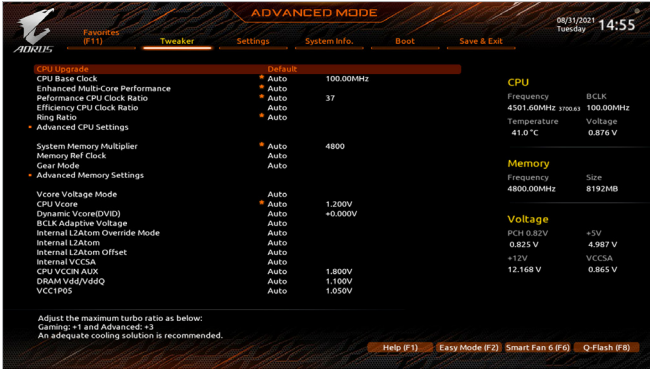 ADVANCED MODE
08/31/2021 Tuesday 14:55
AORUS
Favorites (F11) Tweaker Settings System Info. Boot Save & Exit
CPU Upgrade Default
CPU Base Clock * Auto 100.00MHz
Enhanced Multi-Core Performance * Auto
Peformance CPU Clock Ratio * Auto 37
Efficiency CPU Clock Ratio Auto
Ring Ratio * Auto
Advanced CPU Settings
System Memory Multiplier * Auto 4800
Memory Ref Clock Auto
Gear Mode Auto
Advanced Memory Settings
Vcore Voltage Mode Auto
CPU Vcore * Auto 1.200V
Dynamic Vcore(DVID) Auto +0.000V
BCLK Adaptive Voltage Auto
Internal L2Atom Override Mode Auto
Internal L2Atom Auto
Internal L2Atom Offset Auto
Internal VCCSA Auto
CPU VCCIN AUX Auto 1.800V
DRAM Vdd/VddQ Auto 1.100V
VCC1P05 Auto 1.050V
CPU
Frequency BCLK
4501.60MHz 3700.63 100.00MHz
Temperature Voltage
41.0 °C 0.876 V
Memory
Frequency Size
4800.00MHz 8192MB
Voltage
PCH 0.82V +5V
0.825 V 4.987 V
+12V VCCSA
12.168 V 0.865 V
Adjust the maximum turbo ratio as below:
Gaming: +1 and Advanced: +3
An adequate cooling solution is recommended.
Help (F1) Easy Mode (F2) Smart Fan 6 (F6) Q-Flash (F8)